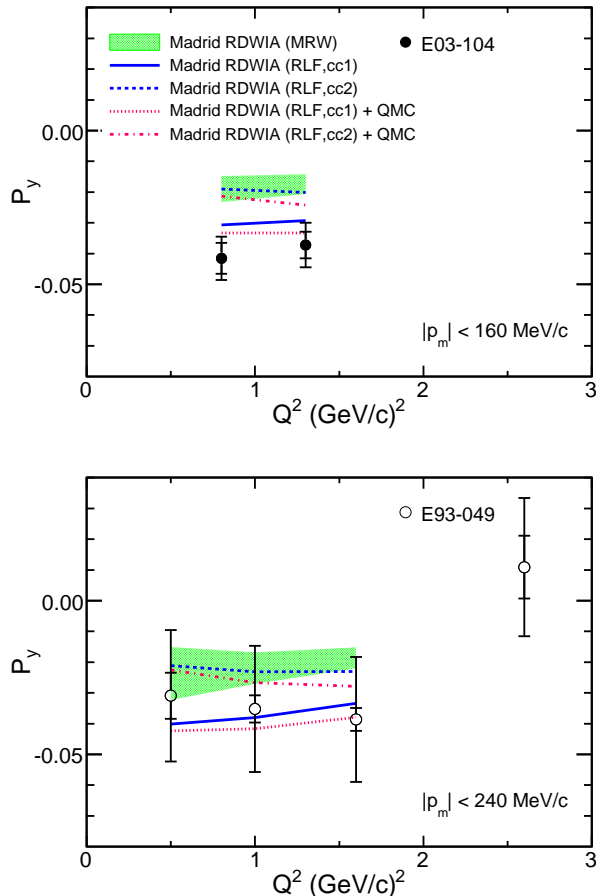 Madrid RDWIA (MRW)
E03-104
Madrid RDWIA (RLF,cc1)
Madrid RDWIA (RLF,cc2)
Madrid RDWIA (RLF,cc1) + QMC
Madrid RDWIA (RLF,cc2) + QMC
0.00
P_y
-0.05
|p_m| < 160 MeV/c
0 1 2 3
Q^2 (GeV/c)^2
E93-049
0.00
P_y
-0.05
|p_m| < 240 MeV/c
0 1 2 3
Q^2 (GeV/c)^2